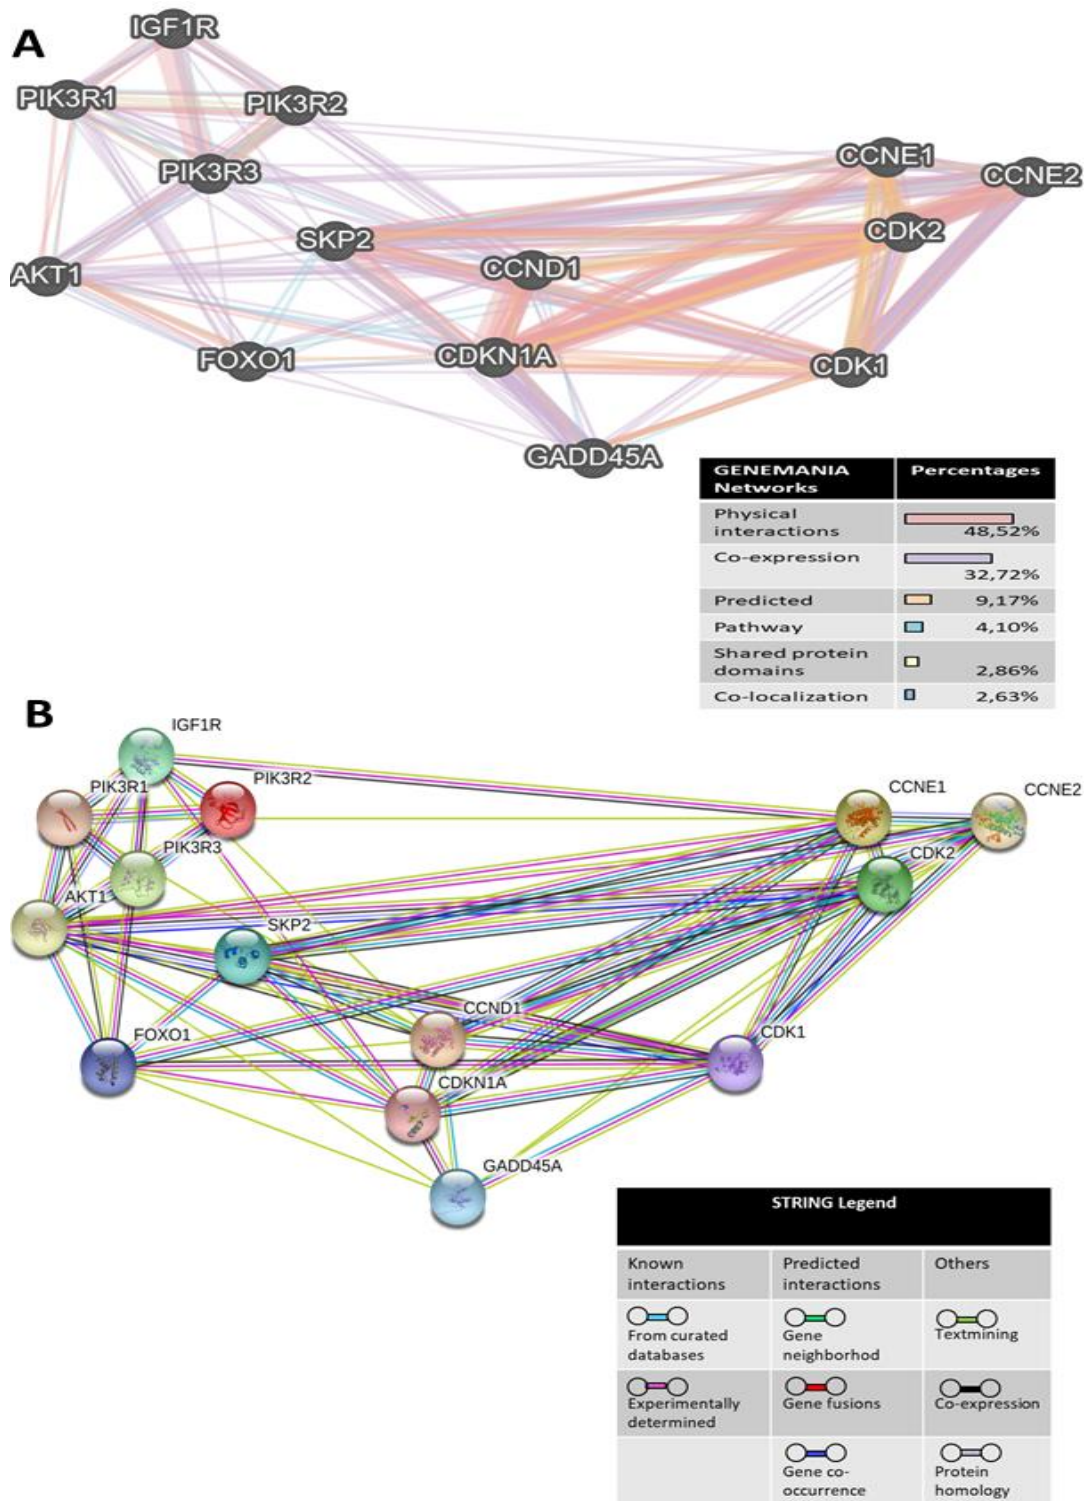 A
IGF1R
PIK3R1
PIK3R2
PIK3R3
CCNE1
CCNE2
SKP2
CDK2
AKT1
CCND1
FOXO1
CDKN1A
CDK1
GADD45A
GENEMANIA Percentages
Networks
Physical
interactions
48,52%
Co-expression
32,72%
Predicted 9,17%
Pathway 4,10%
Shared protein
domains 2,86%
Co-localization 2,63%
B
IGF1R
PIK3R1
PIK3R2
CCNE1
CCNE2
PIK3R3
CDK2
AKT1
SKP2
CCND1
FOXO1
CDK1
CDKN1A
GADD45A
STRING Legend
Known Predicted Others
interactions interactions
From curated Gene Textmining
databases neighborhod
Experimentally Gene fusions Co-expression
determined
Gene co- Protein
occurrence homology